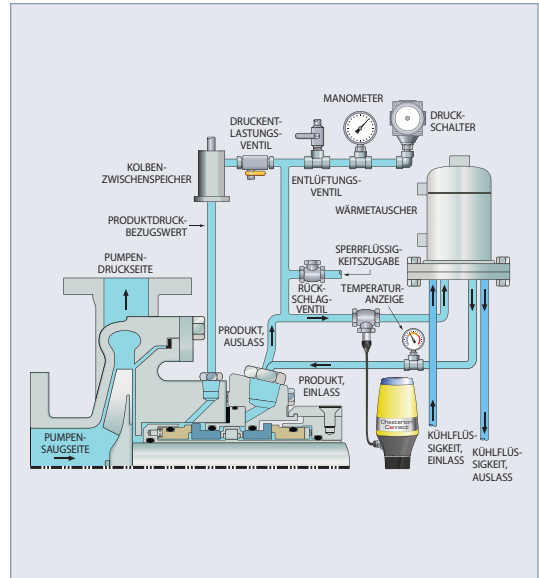 MANOMETER
DRUCKENT-
LASTUNGS-
VENTIL
DRUCK-
SCHALTER
KOLBEN-
ZWISCHENSPEICHER
ENTLÜFTUNGS-
VENTIL
WÄRMETAUSCHER
PRODUKTDRUCK-
BEZUGSWERT
SPERRFLÜSSIG-
KEITSZUGABE
PUMPEN-
DRUCKSEITE
RÜCK-
SCHLAG-
VENTIL
TEMPERATUR-
ANZEIGE
PRODUKT,
AUSLASS
PRODUKT,
EINLASS
PUMPEN-
SAUGSEITE
Chesterton
Connect
KÜHLFLÜS-
SIGKEIT,
EINLASS
KÜHLFLÜS-
SIGKEIT,
AUSLASS